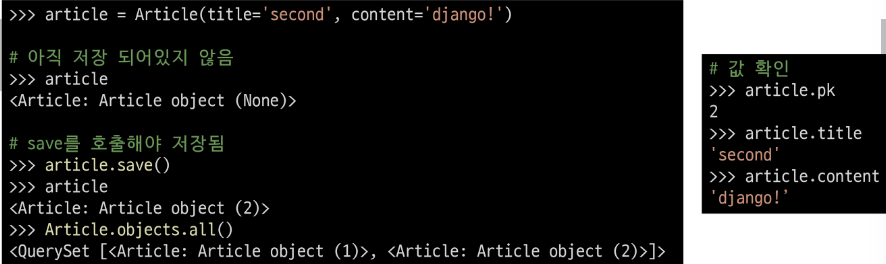 >>> article = Article(title='second', content='django!')
# 아직 저장 되어있지 않음
>>> article
<Article: Article object (None)>
# save를 호출해야 저장됨
>>> article.save()
>>> article
<Article: Article object (2)>
>>> Article.objects.all()
<QuerySet [<Article: Article object (1)>, <Article: Article object (2)>]>
# 값 확인
>>> article.pk
2
>>> article.title
'second'
>>> article.content
'django!’